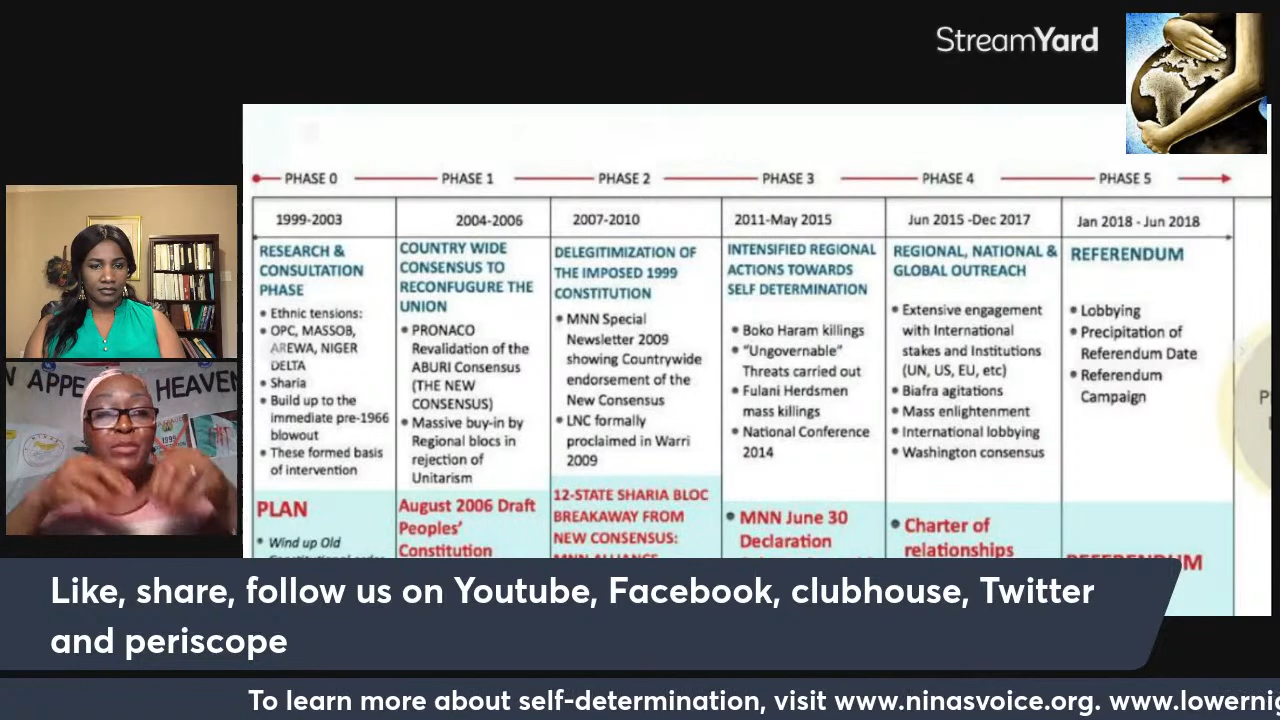 StreamYard
PHASE 0
PHASE 1
PHASE 2
PHASE 3
PHASE 4
PHASE 5
1999-2003
2004-2006
2007-2010
2011-May 2015
Jun 2015 -Dec 2017
Jan 2018 - Jun 2018
RESEARCH &
CONSULTATION
PHASE
• Ethnic tensions:
• OPC, MASSOB,
AREWA, NIGER
DELTA
• Sharia
• Build up to the
immediate pre-1966
blowout
• These formed basis
of intervention
PLAN
• Wind up Old
COUNTRY WIDE
CONSENSUS TO
RECONFUGURE THE
UNION
• PRONACO
Revalidation of the
ABURI Consensus
(THE NEW
CONSENSUS)
• Massive buy-in by
Regional blocs in
rejection of
Unitarism
August 2006 Draft
Peoples'
Constitution
DELEGITIMIZATION OF
THE IMPOSED 1999
CONSTITUTION
• MNN Special
Newsletter 2009
showing Countrywide
endorsement of the
New Consensus
• LNC formally
proclaimed in Warri
2009
12-STATE SHARIA BLOC
BREAKAWAY FROM
NEW CONSENSUS:
INTENSIFIED REGIONAL
ACTIONS TOWARDS
SELF DETERMINATION
• Boko Haram killings
• "Ungovernable"
Threats carried out
• Fulani Herdsmen
mass killings
• National Conference
2014
• MNN June 30
Declaration
REGIONAL, NATIONAL &
GLOBAL OUTREACH
• Extensive engagement
with International
stakes and Institutions
(UN, US, EU, etc)
• Biafra agitations
• Mass enlightenment
• International lobbying
• Washington consensus
• Charter of
relationships
REFERENDUM
• Lobbying
• Precipitation of
Referendum Date
• Referendum
Campaign
REFERENDUM
N APPE
HEAVEN
Like, share, follow us on Youtube, Facebook, clubhouse, Twitter
and periscope
To learn more about self-determination, visit www.ninasvoice.org. www.lowernig